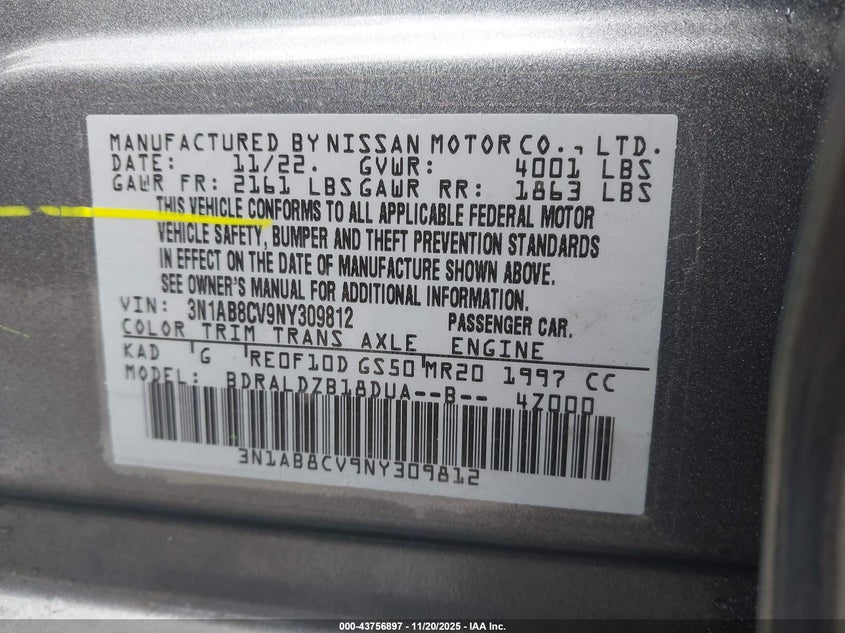 MANUFACTURED BY NISSAN MOTOR CO., LTD.
DATE: 11/22. GVWR: 4001 LBS
GAWR FR: 2161 LBS GAWR RR: 1863 LBS
THIS VEHICLE CONFORMS TO ALL APPLICABLE FEDERAL MOTOR
VEHICLE SAFETY, BUMPER AND THEFT PREVENTION STANDARDS
IN EFFECT ON THE DATE OF MANUFACTURE SHOWN ABOVE.
SEE OWNER'S MANUAL FOR ADDITIONAL INFORMATION.
VIN: 3N1AB8CV9NY309812 PASSENGER CAR.
COLOR TRIM TRANS AXLE ENGINE
KAD G RE0F10D GS50 MR20 1997 CC
MODEL: BDRALDZB18DUA--B-- 4Z000
3N1AB8CV9NY309812
000-43756897 - 11/20/2025 - IAA Inc.